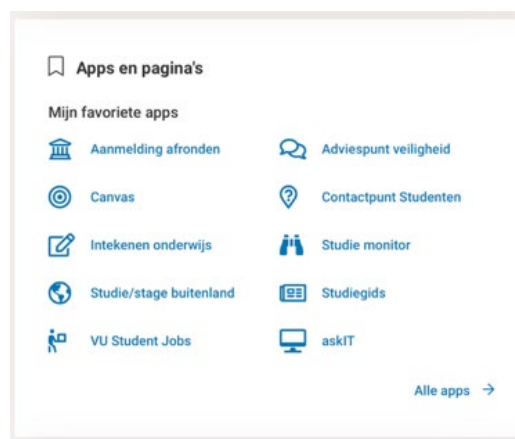 Apps en pagina's
Mijn favoriete apps
Aanmelding afronden
Adviespunt veiligheid
Canvas
Contactpunt Studenten
Intekenen onderwijs
Studie monitor
Studie/stage buitenland
Studiegids
VU Student Jobs
askIT
Alle apps